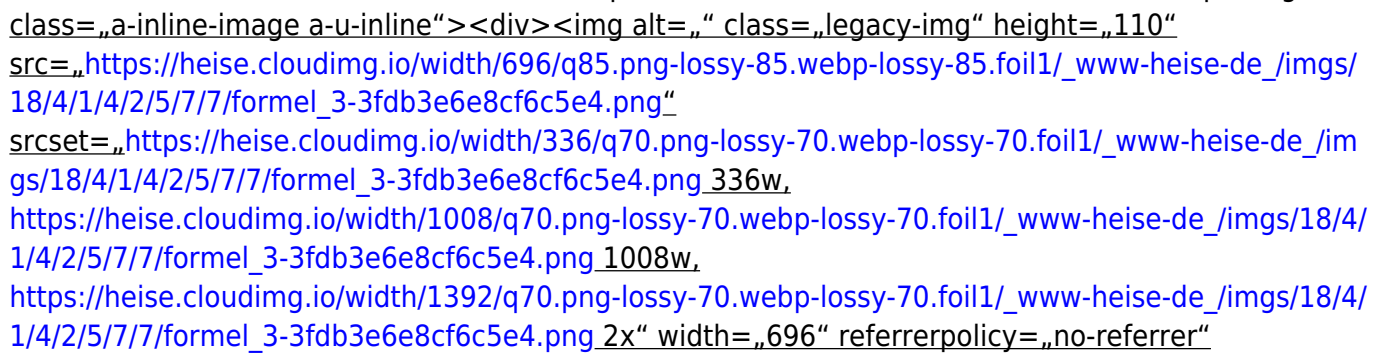 class=„a-inline-image a-u-inline“><div><img alt=„“ class=„legacy-img“ height=„110“
src=„https://heise.cloudimg.io/width/696/q85.png-lossy-85.webp-lossy-85.foil1/_www-heise-de_/imgs/
18/4/1/4/2/5/7/7/formel_3-3fdb3e6e8cf6c5e4.png“
srcset=„https://heise.cloudimg.io/width/336/q70.png-lossy-70.webp-lossy-70.foil1/_www-heise-de_/im
gs/18/4/1/4/2/5/7/7/formel_3-3fdb3e6e8cf6c5e4.png 336w,
https://heise.cloudimg.io/width/1008/q70.png-lossy-70.webp-lossy-70.foil1/_www-heise-de_/imgs/18/4/
1/4/2/5/7/7/formel_3-3fdb3e6e8cf6c5e4.png 1008w,
https://heise.cloudimg.io/width/1392/q70.png-lossy-70.webp-lossy-70.foil1/_www-heise-de_/imgs/18/4/
1/4/2/5/7/7/formel_3-3fdb3e6e8cf6c5e4.png 2x“ width=„696“ referrerpolicy=„no-referrer“